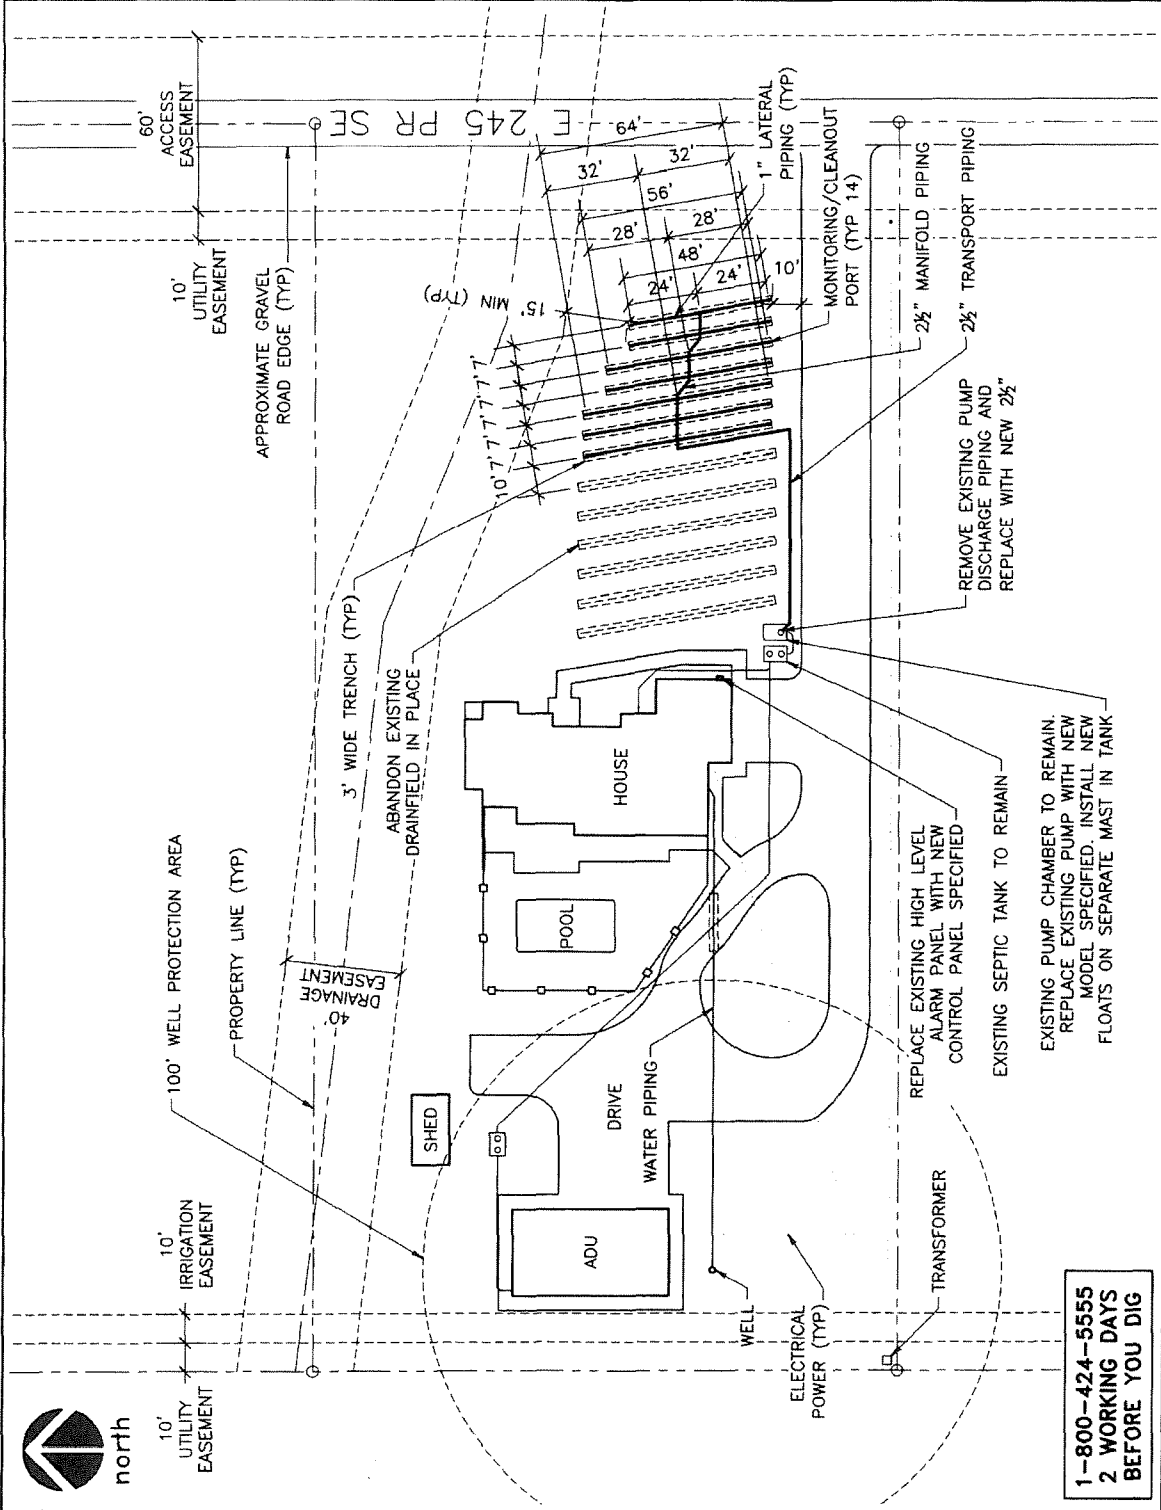 north
10'
UTILITY
EASEMENT
10'
IRRIGATION
EASEMENT
100' WELL PROTECTION AREA
PROPERTY LINE (TYP)
40'
DRAINAGE
EASEMENT
3' WIDE TRENCH (TYP)
ABANDON EXISTING
DRAINFIELD IN PLACE
APPROXIMATE GRAVEL
ROAD EDGE (TYP)
10'
UTILITY
EASEMENT
60'
ACCESS
EASEMENT
E 245 PR SE
10' 7' 7' 7' 7' 7' 7'
15' MIN (TYP)
64'
32'
32'
56'
28'
28'
48'
24'
24'
10'
1" LATERAL
PIPING (TYP)
MONITORING/CLEANOUT
PORT (TYP 14)
2½" MANIFOLD PIPING
2½" TRANSPORT PIPING
REMOVE EXISTING PUMP
DISCHARGE PIPING AND
REPLACE WITH NEW 2½"
SHED
ADU
DRIVE
WATER PIPING
POOL
HOUSE
WELL
ELECTRICAL
POWER (TYP)
TRANSFORMER
REPLACE EXISTING HIGH LEVEL
ALARM PANEL WITH NEW
CONTROL PANEL SPECIFIED
EXISTING SEPTIC TANK TO REMAIN
EXISTING PUMP CHAMBER TO REMAIN.
REPLACE EXISTING PUMP WITH NEW
MODEL SPECIFIED. INSTALL NEW
FLOATS ON SEPARATE MAST IN TANK
1-800-424-5555
2 WORKING DAYS
BEFORE YOU DIG